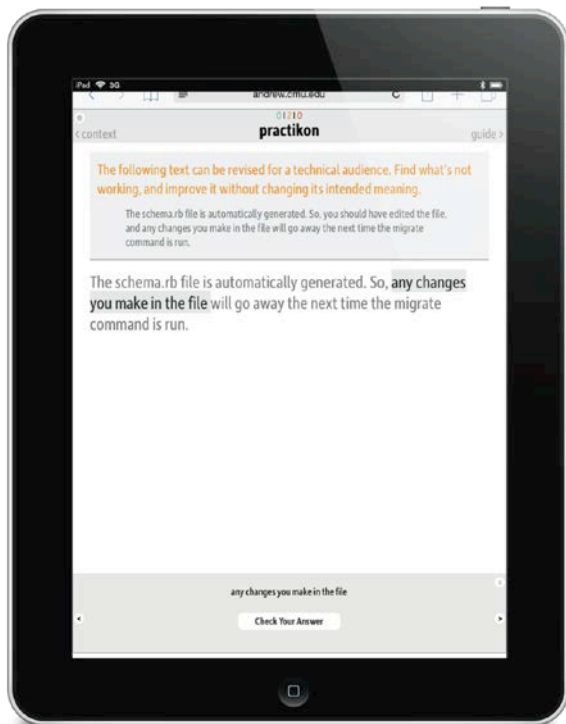 iPad 3G
andrew.cmu.edu
01210
< context
practikon
guide >
The following text can be revised for a technical audience. Find what's not
working, and improve it without changing its intended meaning.
The schema.rb file is automatically generated. So, you should have edited the file,
and any changes you make in the file will go away the next time the migrate
command is run.
The schema.rb file is automatically generated. So, any changes
you make in the file will go away the next time the migrate
command is run.
any changes you make in the file
Check Your Answer